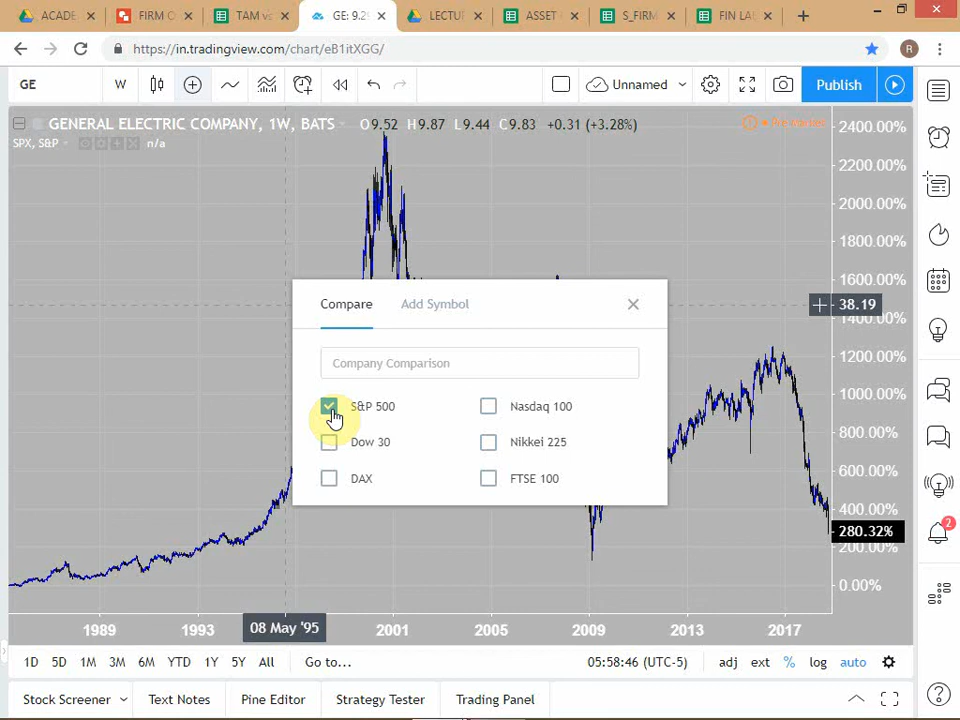 ACADE
FIRM C
TAM vs
GE: 9.2
LECTU
ASSET
S_FIRM
FIN LA
https://in.tradingview.com/chart/eB1itXGG/
R
GE
W
Unnamed
Publish
GENERAL ELECTRIC COMPANY, 1W, BATS
O9.52 H9.87 L9.44 C9.83 +0.31 (+3.28%)
Pre Market
SPX, S&P
n/a
2400.00%
2200.00%
2000.00%
1800.00%
1600.00%
38.19
1400.00%
1200.00%
1000.00%
800.00%
600.00%
400.00%
280.32%
200.00%
0.00%
Compare
Add Symbol
Company Comparison
S&P 500
Nasdaq 100
Dow 30
Nikkei 225
DAX
FTSE 100
1989
1993
08 May '95
2001
2005
2009
2013
2017
1D 5D 1M 3M 6M YTD 1Y 5Y All
Go to...
05:58:46 (UTC-5)
adj ext % log auto
Stock Screener
Text Notes
Pine Editor
Strategy Tester
Trading Panel
2